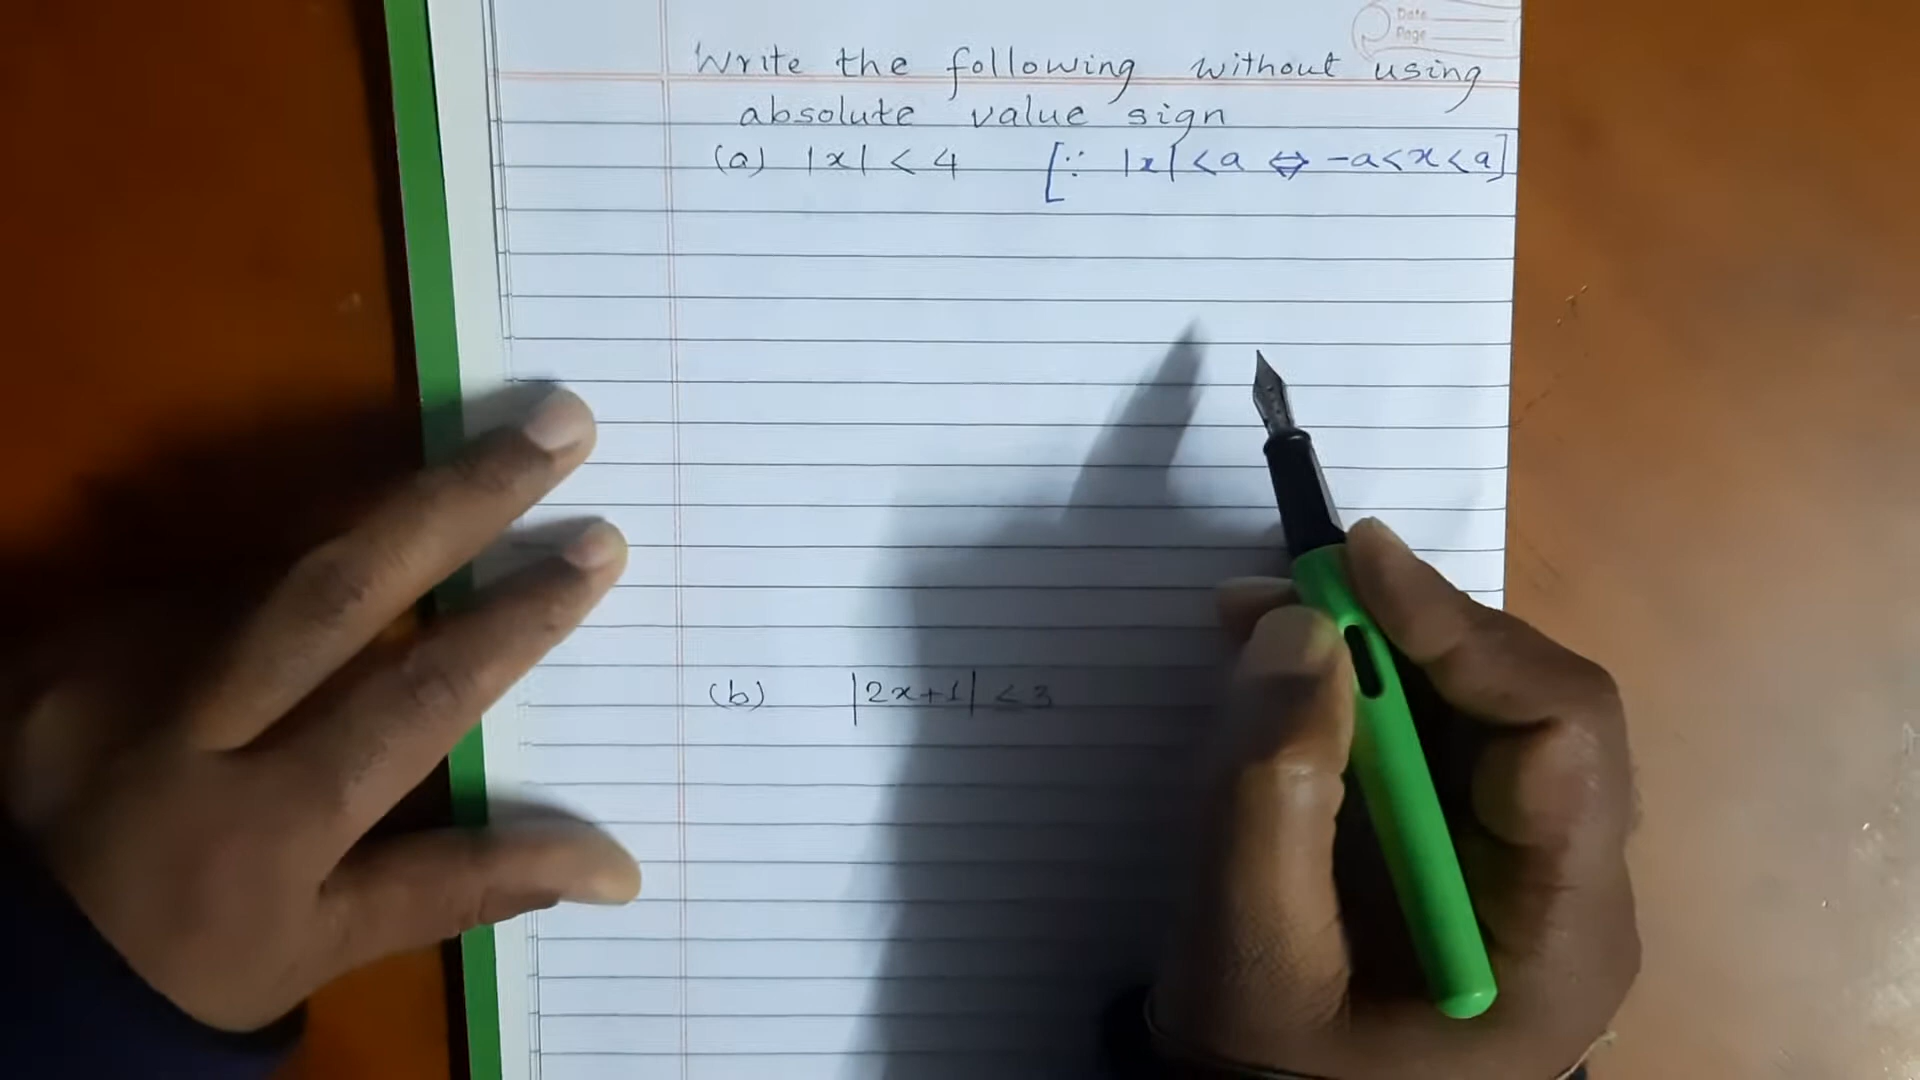 Date
Page
Write the following without using
absolute value sign
(a) |x| < 4 [∵ |x| < a ⇔ -a < x < a]
(b) |2x+1| < 3